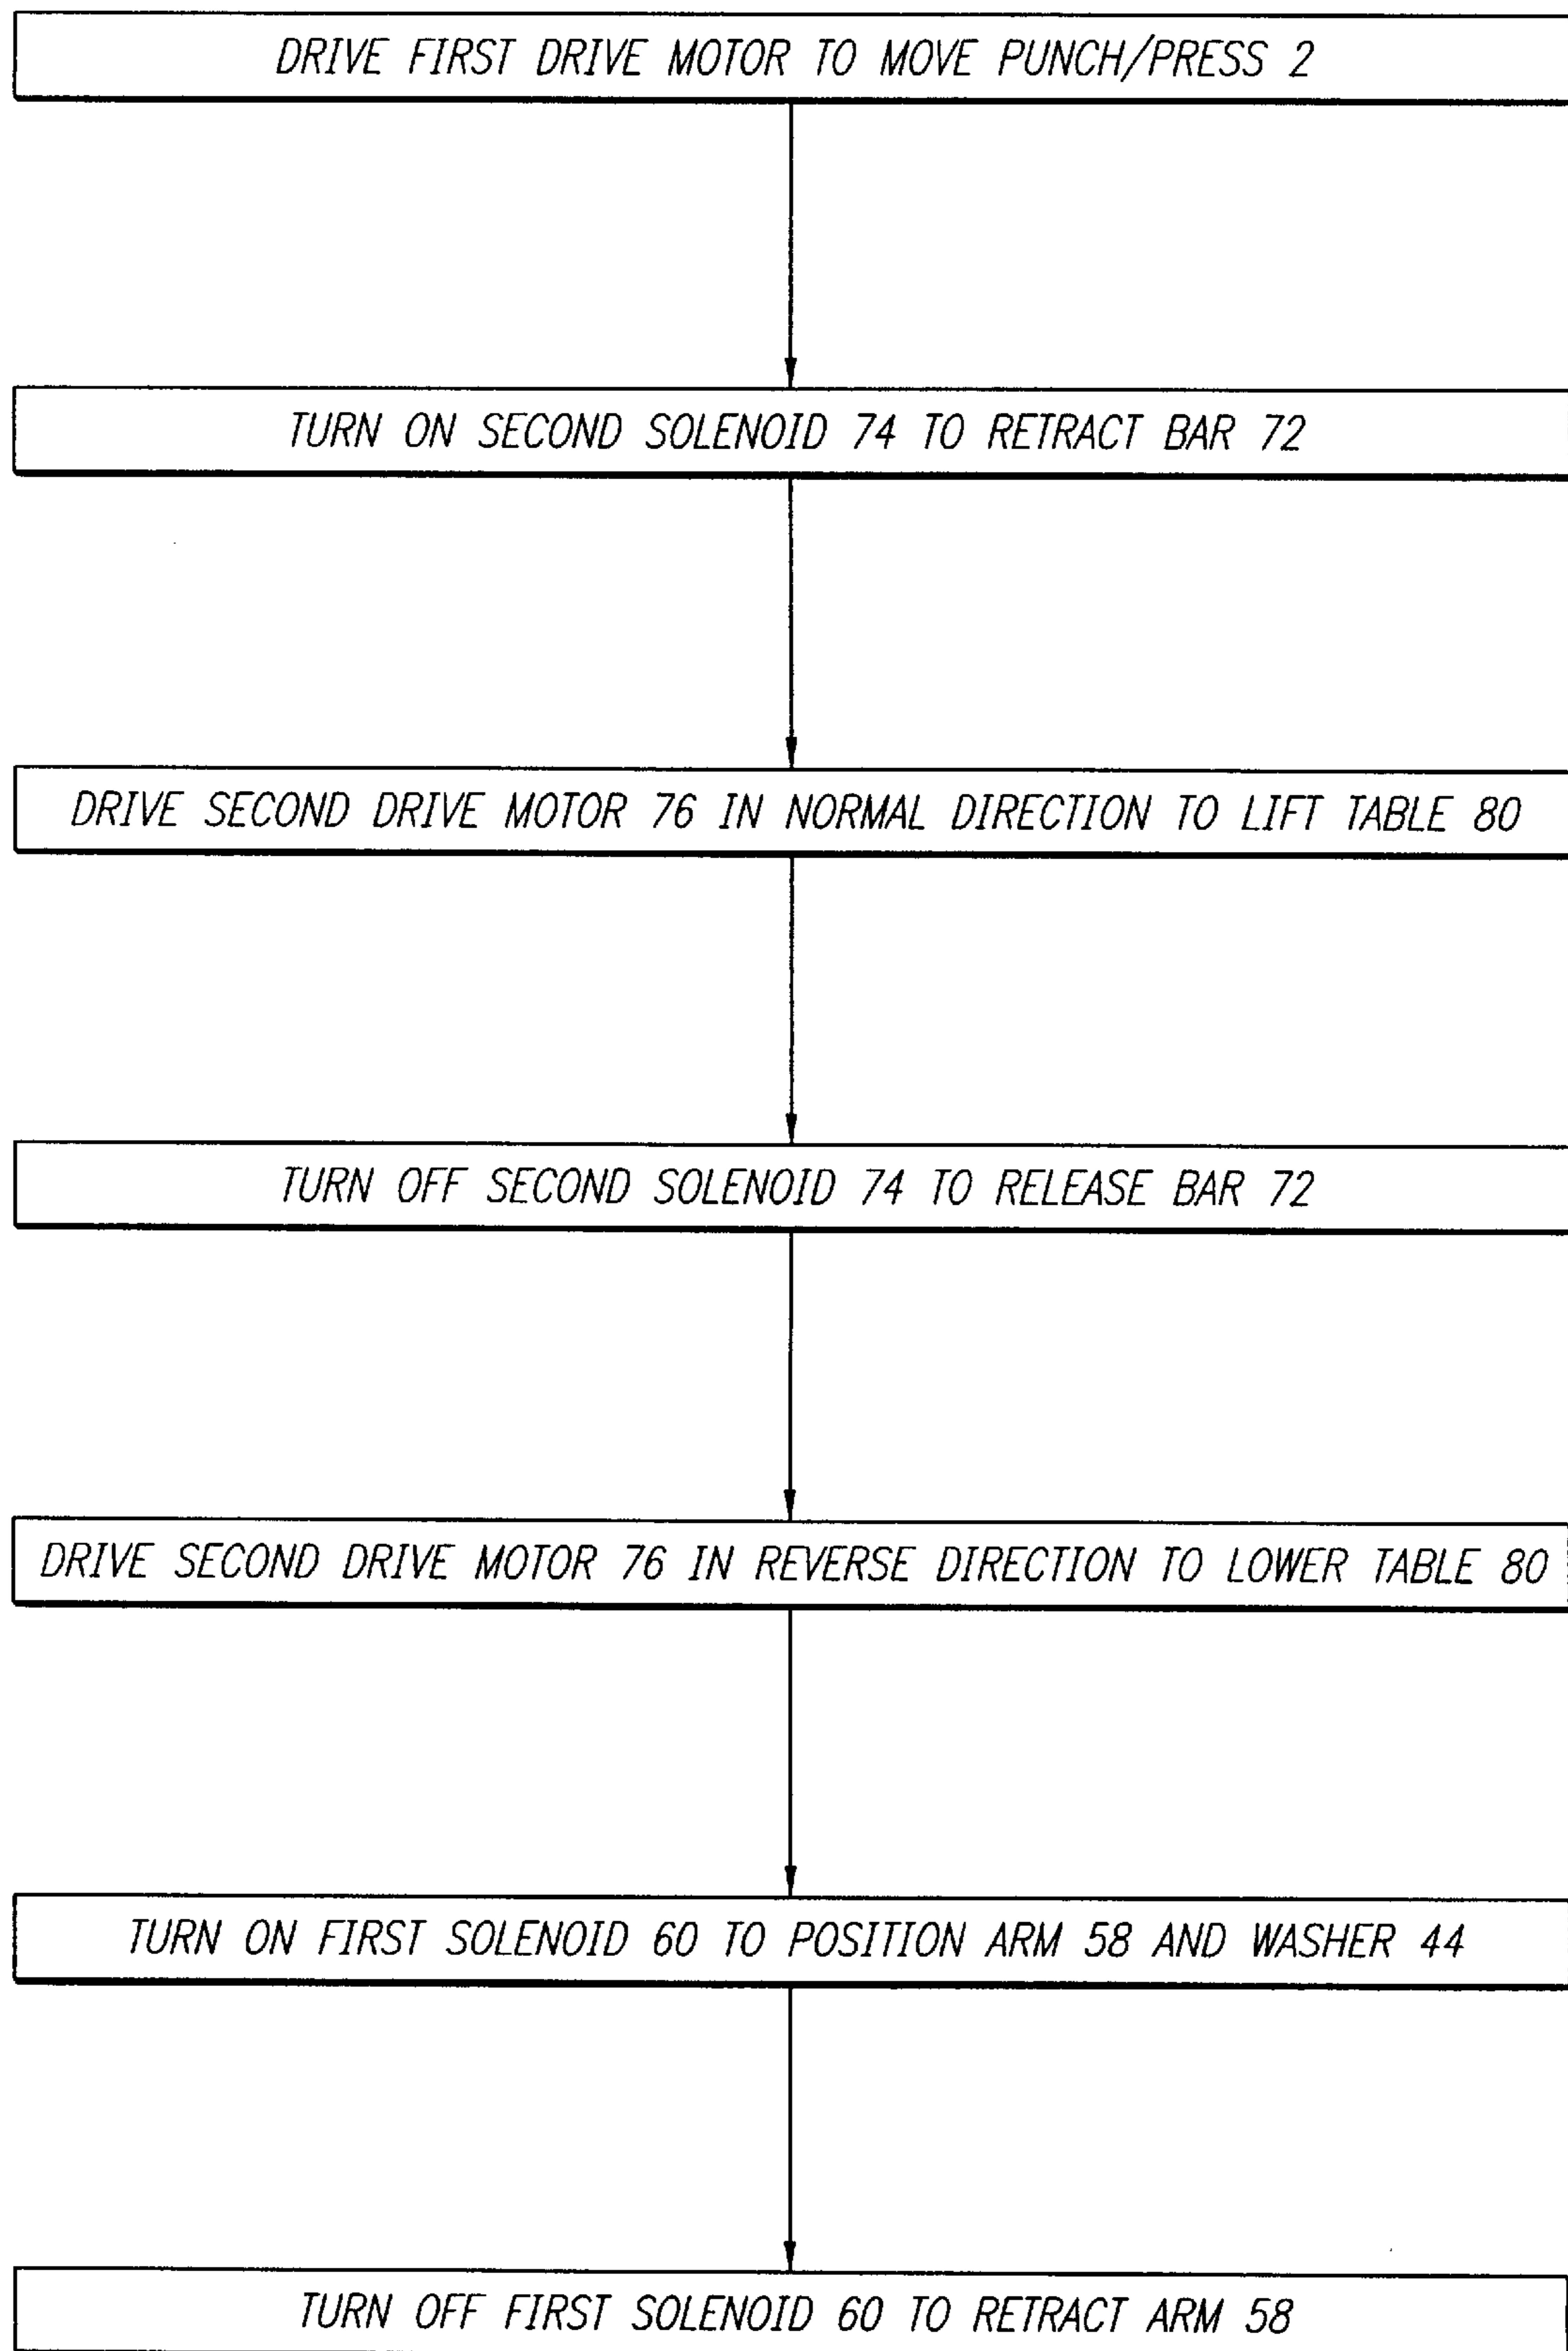 DRIVE FIRST DRIVE MOTOR TO MOVE PUNCH/PRESS 2
TURN ON SECOND SOLENOID 74 TO RETRACT BAR 72
DRIVE SECOND DRIVE MOTOR 76 IN NORMAL DIRECTION TO LIFT TABLE 80
TURN OFF SECOND SOLENOID 74 TO RELEASE BAR 72
DRIVE SECOND DRIVE MOTOR 76 IN REVERSE DIRECTION TO LOWER TABLE 80
TURN ON FIRST SOLENOID 60 TO POSITION ARM 58 AND WASHER 44
TURN OFF FIRST SOLENOID 60 TO RETRACT ARM 58